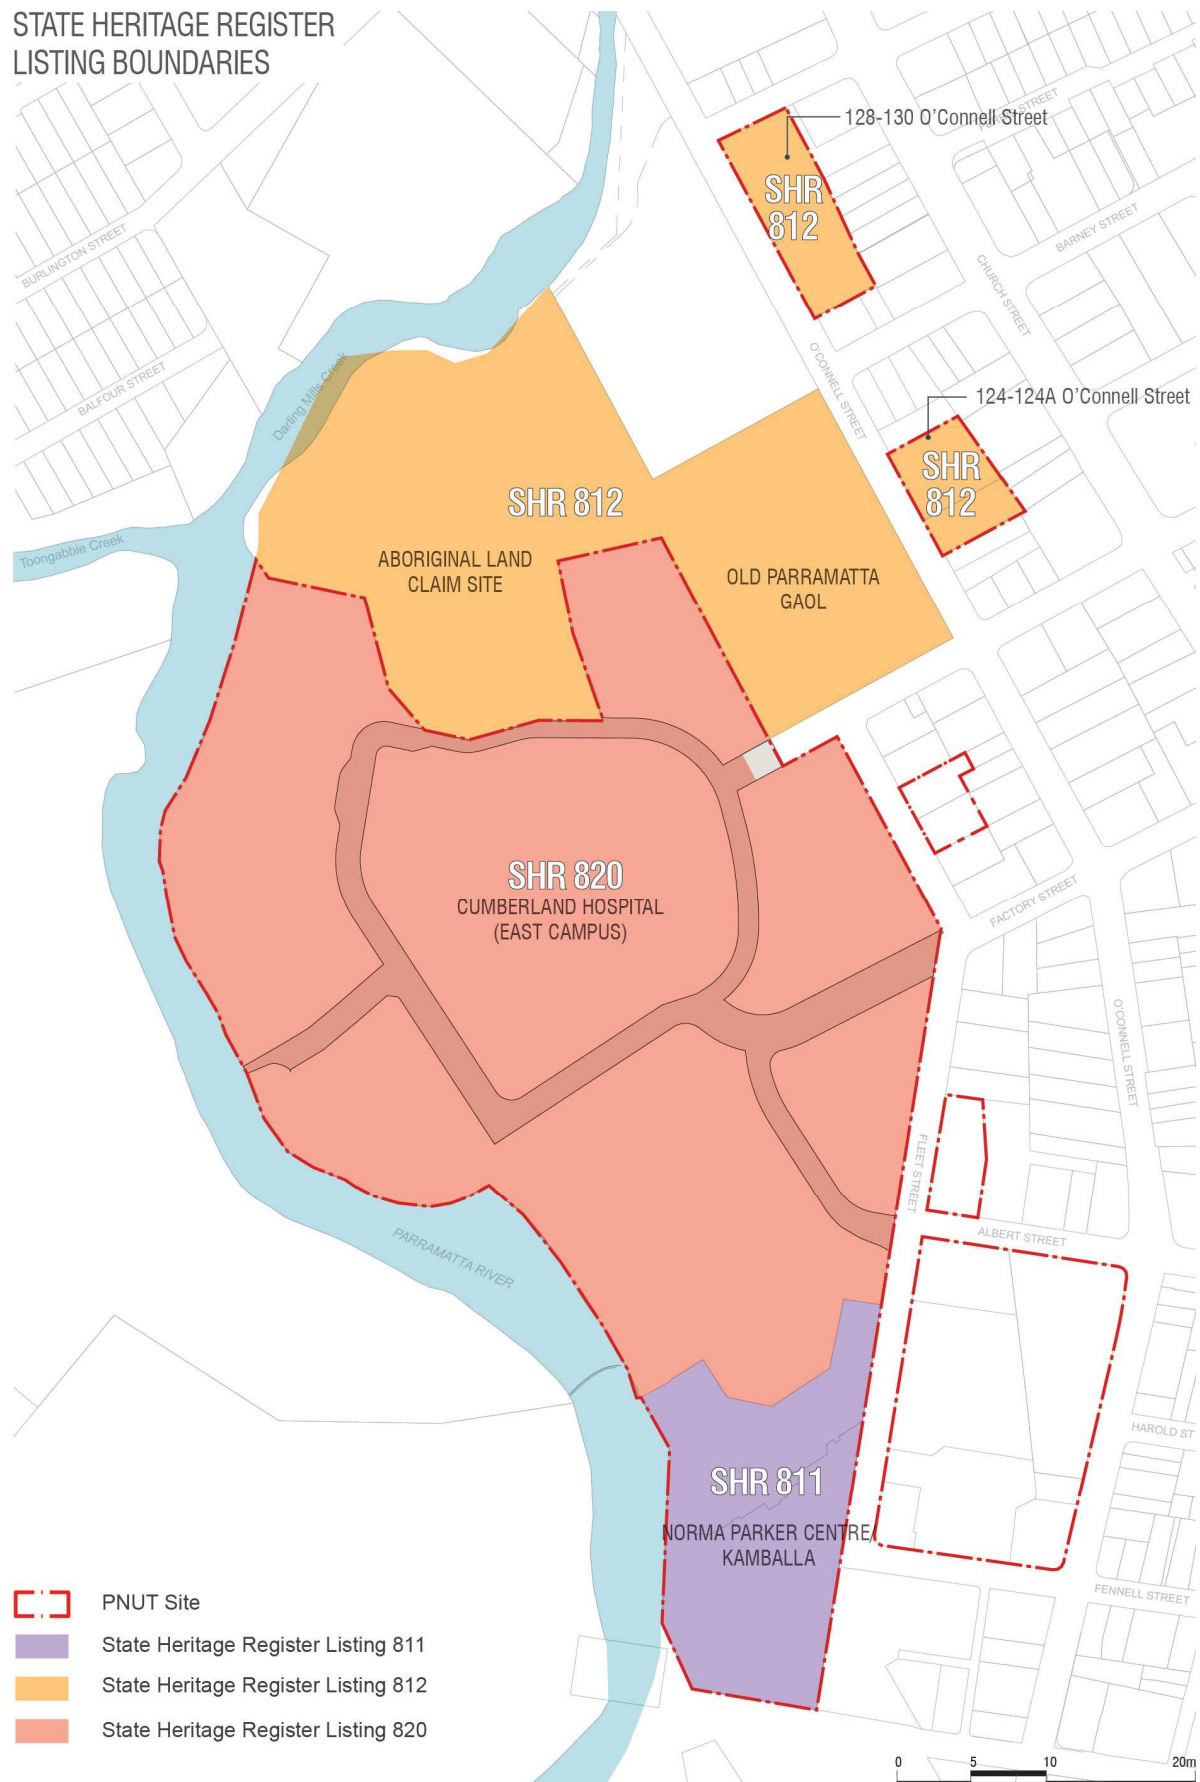 STATE HERITAGE REGISTER
LISTING BOUNDARIES
128-130 O'Connell Street
STREET
SHR
812
BARNEY STREET
BURLINGTON STREET
CHURCH STREET
O'CONNELL STREET
BALFOUR STREET
Darling Mills Creek
124-124A O'Connell Street
SHR
812
SHR 812
Toongabbie Creek
ABORIGINAL LAND
CLAIM SITE
OLD PARRAMATTA
GAOL
SHR 820
CUMBERLAND HOSPITAL
(EAST CAMPUS)
FACTORY STREET
O'CONNELL STREET
FLEET STREET
ALBERT STREET
PARRAMATTA RIVER
HAROLD ST
SHR 811
NORMA PARKER CENTRE/
KAMBALLA
FENNELL STREET
PNUT Site
State Heritage Register Listing 811
State Heritage Register Listing 812
State Heritage Register Listing 820
0 5 10 20m